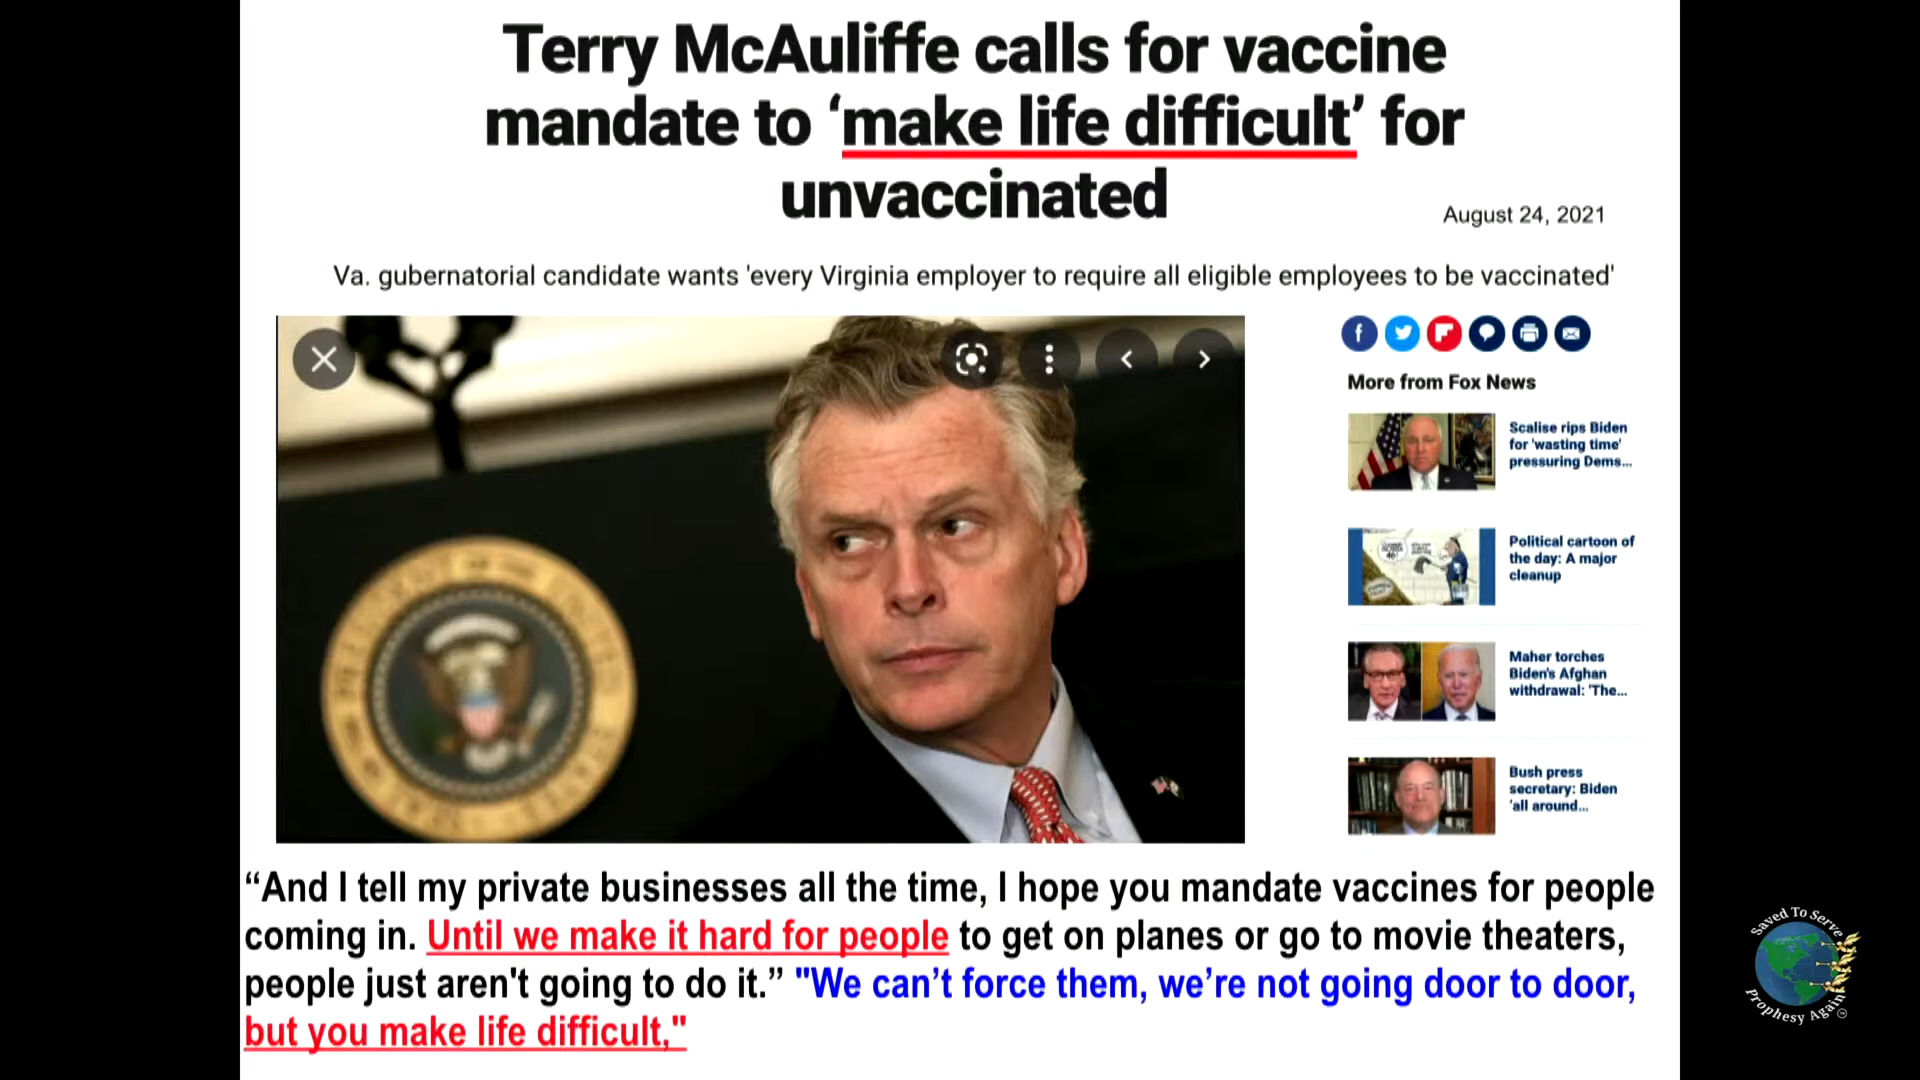 Terry McAuliffe calls for vaccine
mandate to ‘make life difficult’ for
unvaccinated
August 24, 2021
Va. gubernatorial candidate wants 'every Virginia employer to require all eligible employees to be vaccinated'
More from Fox News
Scalise rips Biden
for 'wasting time'
pressuring Dems...
Political cartoon of
the day: A major
cleanup
Maher torches
Biden's Afghan
withdrawal: 'The...
Bush press
secretary: Biden
'all around...
“And I tell my private businesses all the time, I hope you mandate vaccines for people
coming in. Until we make it hard for people to get on planes or go to movie theaters,
people just aren't going to do it.” "We can’t force them, we’re not going door to door,
but you make life difficult,"
Saved To Serve
Prophesy Again